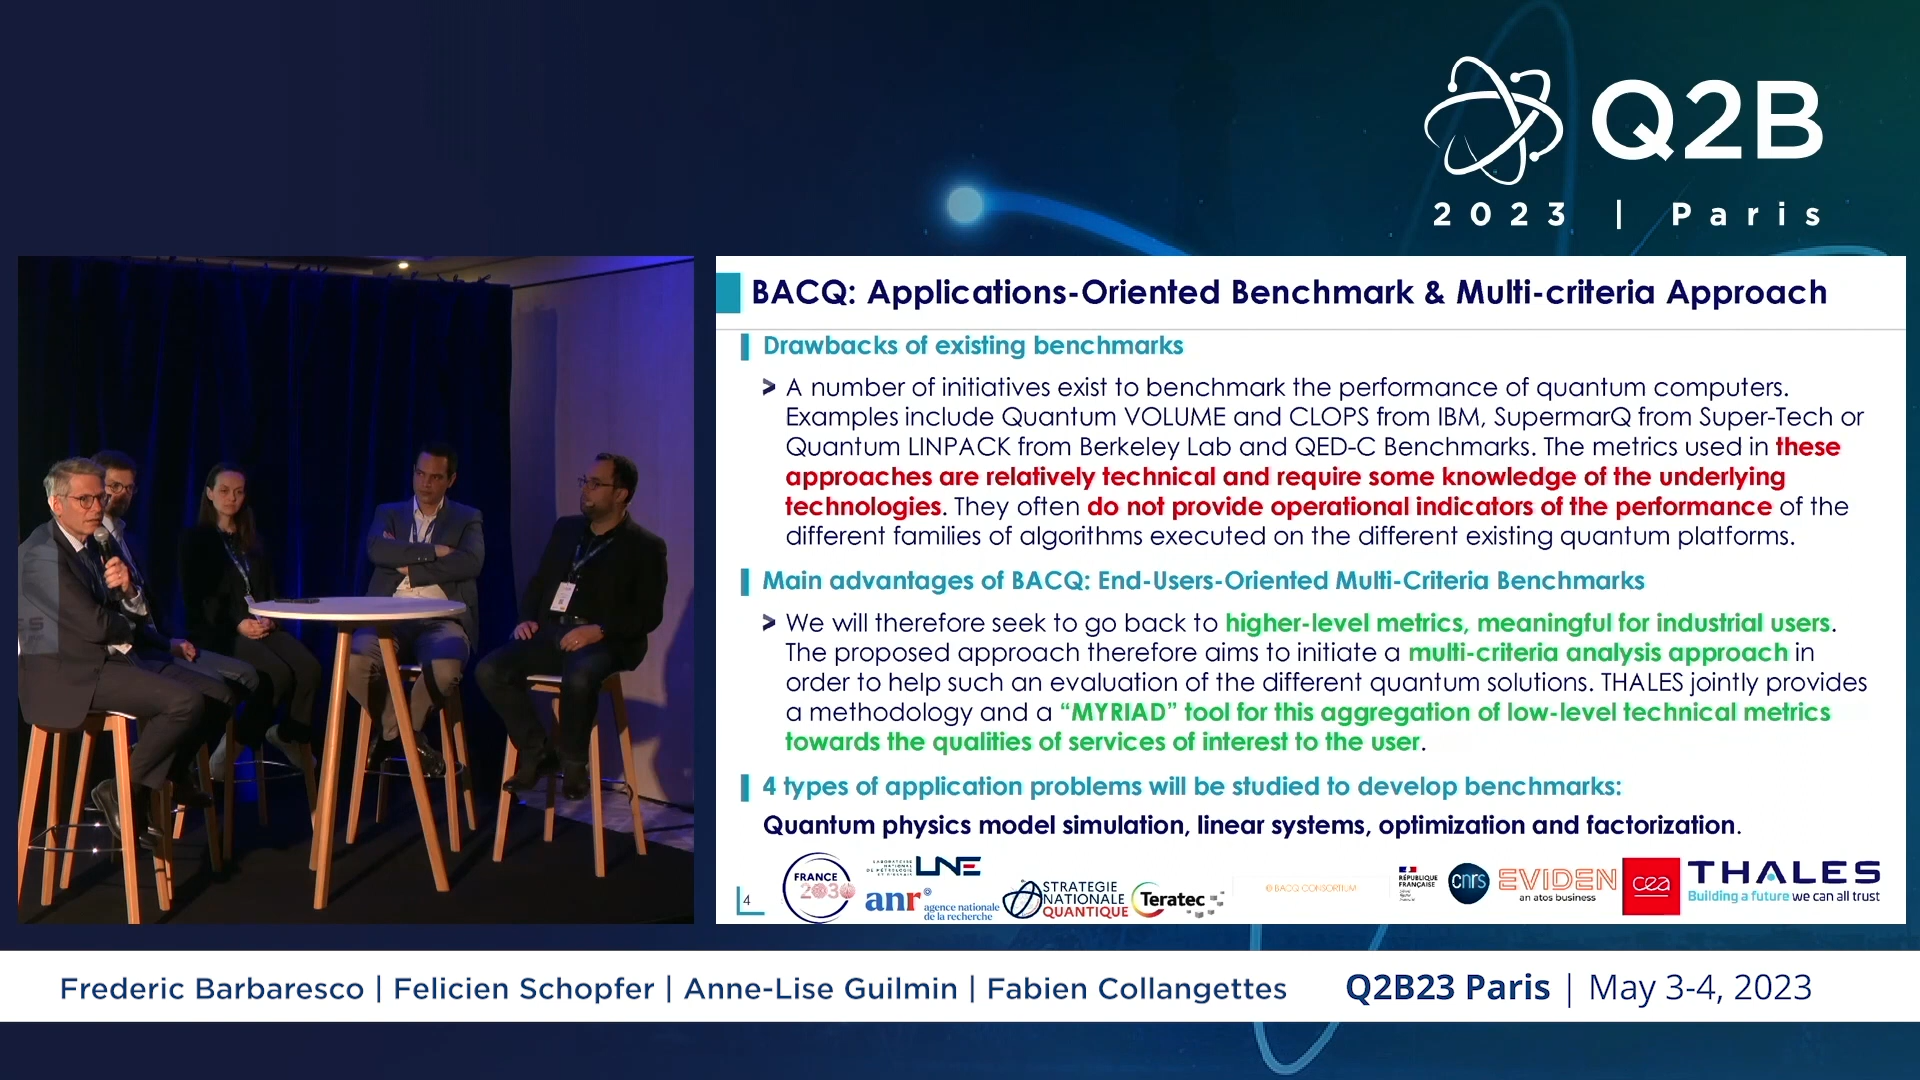 Q2B
2023 | Paris
BACQ: Applications-Oriented Benchmark & Multi-criteria Approach
Drawbacks of existing benchmarks
A number of initiatives exist to benchmark the performance of quantum computers.
Examples include Quantum VOLUME and CLOPS from IBM, SupermarQ from Super-Tech or
Quantum LINPACK from Berkeley Lab and QED-C Benchmarks. The metrics used in these
approaches are relatively technical and require some knowledge of the underlying
technologies. They often do not provide operational indicators of the performance of the
different families of algorithms executed on the different existing quantum platforms.
Main advantages of BACQ: End-Users-Oriented Multi-Criteria Benchmarks
We will therefore seek to go back to higher-level metrics, meaningful for industrial users.
The proposed approach therefore aims to initiate a multi-criteria analysis approach in
order to help such an evaluation of the different quantum solutions. THALES jointly provides
a methodology and a “MYRIAD” tool for this aggregation of low-level technical metrics
towards the qualities of services of interest to the user.
4 types of application problems will be studied to develop benchmarks:
Quantum physics model simulation, linear systems, optimization and factorization.
4
FRANCE
2030
LNE
anr
agence nationale
de la recherche
STRATEGIE
NATIONALE
QUANTIQUE
Teratec
© BACQ CONSORTIUM
RÉPUBLIQUE
FRANÇAISE
cnrs
EVIDEN
an atos business
cea
THALES
Building a future we can all trust
Frederic Barbaresco | Felicien Schopfer | Anne-Lise Guilmin | Fabien Collangettes
Q2B23 Paris | May 3-4, 2023